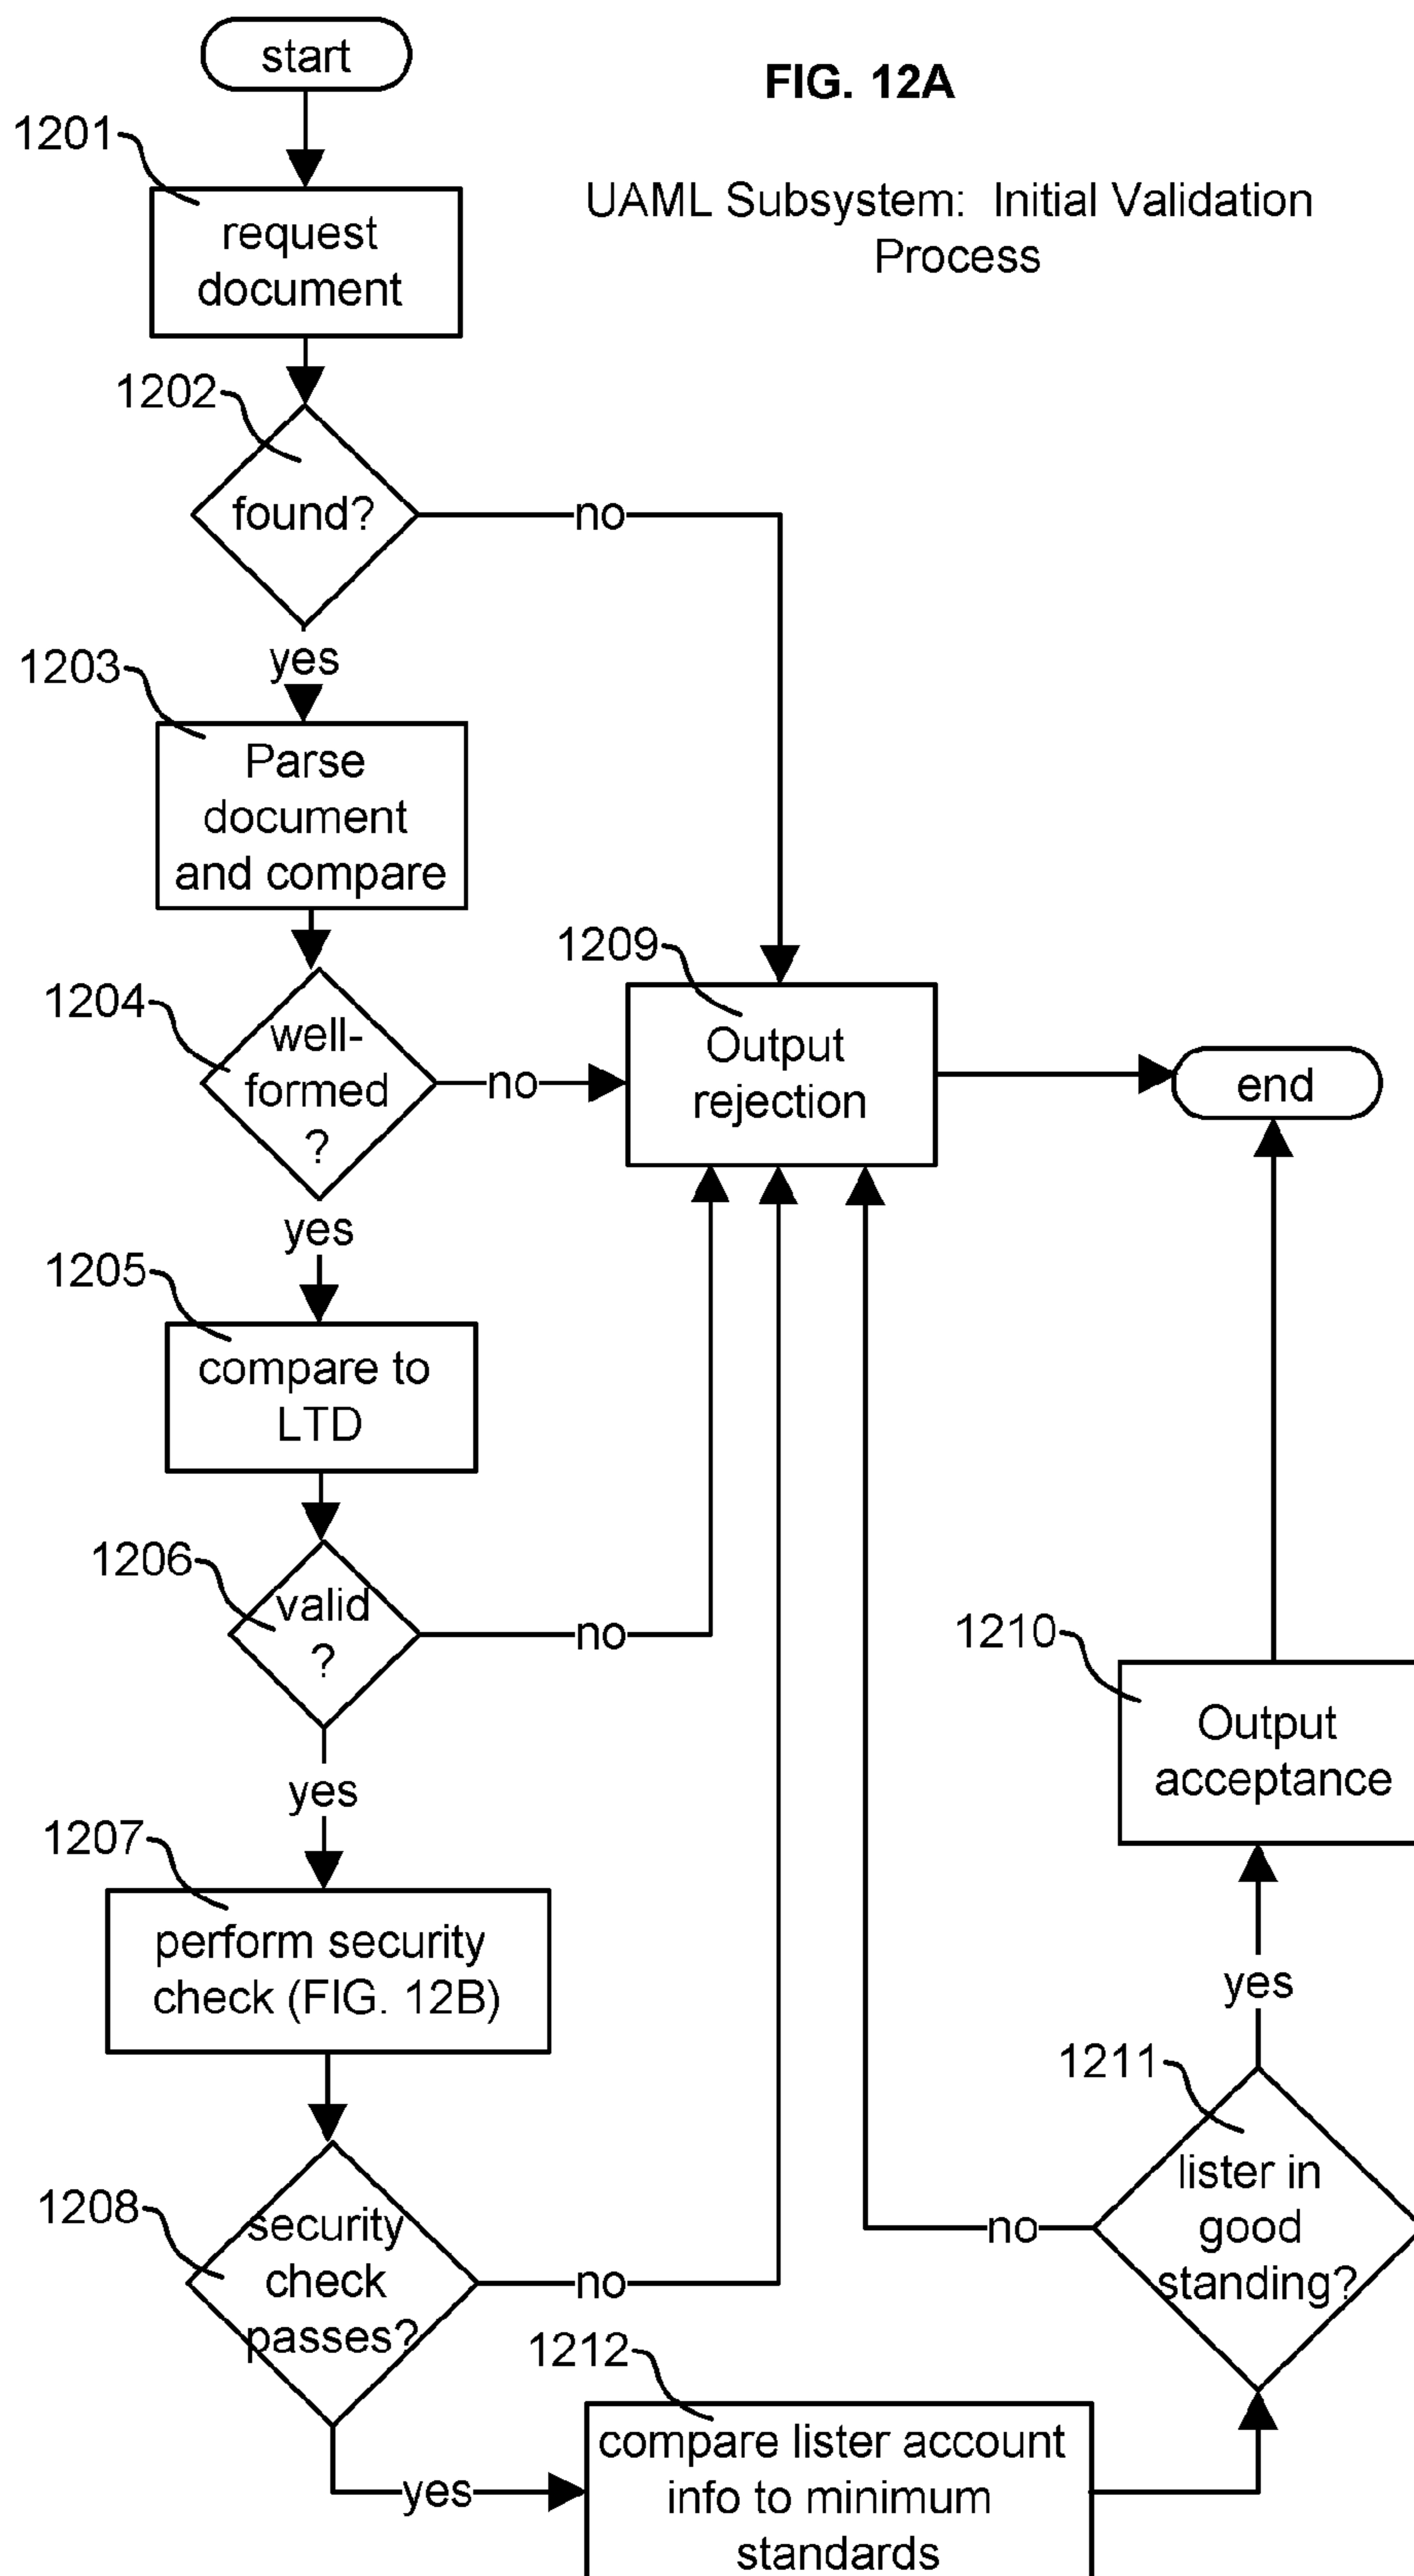 start
FIG. 12A
UAML Subsystem:  Initial Validation
Process
1201
request
document
1202
found?
no
yes
1203
Parse
document
and compare
1204
well-
formed
?
no
1209
Output
rejection
end
yes
1205
compare to
LTD
1206
valid
?
no
yes
1207
perform security
check (FIG. 12B)
1208
security
check
passes?
no
yes
1212
compare lister account
info to minimum
standards
1211
lister in
good
standing?
no
yes
1210
Output
acceptance